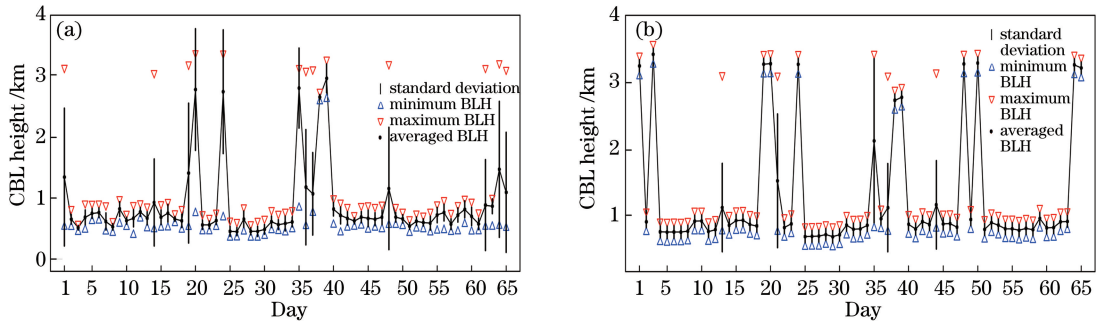 (a)
CBL height /km
4
3
2
1
0
standard deviation
minimum BLH
maximum BLH
averaged BLH
1 5 10 15 20 25 30 35 40 45 50 55 60 65
Day
(b)
CBL height /km
4
3
2
1
standard
deviation
minimum
BLH
maximum
BLH
averaged
BLH
1 5 10 15 20 25 30 35 40 45 50 55 60 65
Day